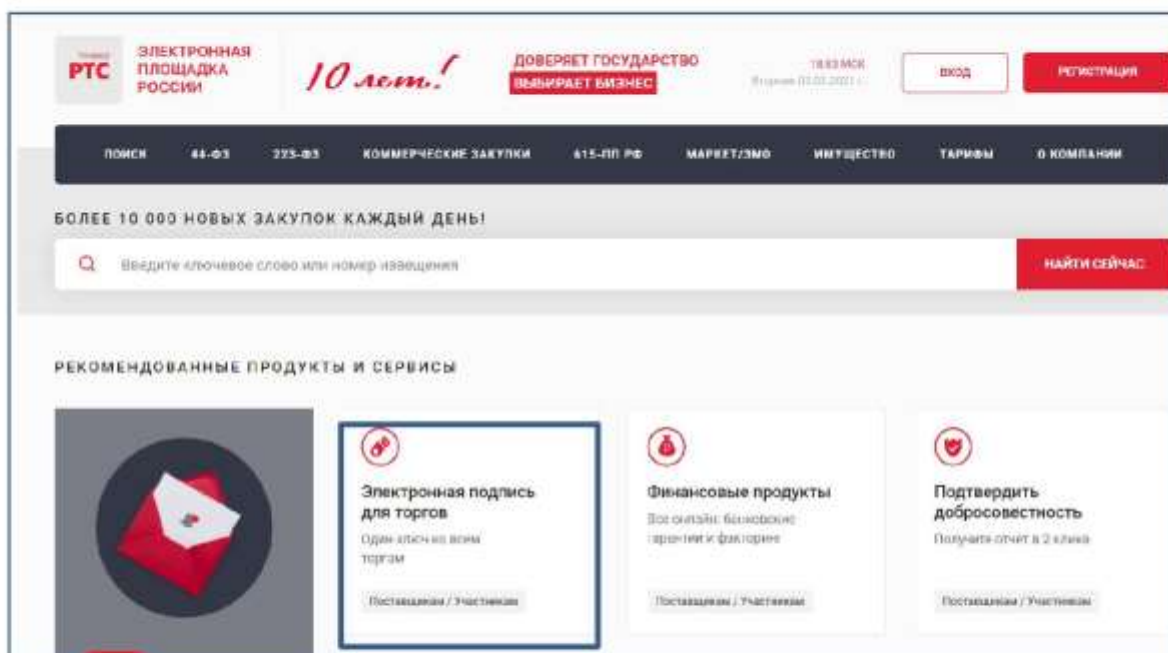 РТС
ЭЛЕКТРОННАЯ
ПЛОЩАДКА
РОССИИ
10 лет!
ДОВЕРЯЕТ ГОСУДАРСТВО
ВЫБИРАЕТ БИЗНЕС
МСК
ВХОД
РЕГИСТРАЦИЯ
ПОИСК 44-ФЗ 223-ФЗ КОММЕРЧЕСКИЕ ЗАКУПКИ 615-ПП РФ МАРКЕТ/ЗМО ИМУЩЕСТВО ТАРИФЫ О КОМПАНИИ
БОЛЕЕ 10 000 НОВЫХ ЗАКУПОК КАЖДЫЙ ДЕНЬ!
Введите ключевое слово или номер извещения
НАЙТИ СЕЙЧАС
РЕКОМЕНДОВАННЫЕ ПРОДУКТЫ И СЕРВИСЫ
Электронная подпись
для торгов
Один ключ ко всем
торгам
Поставщикам / Участникам
Финансовые продукты
Все онлайн: банковские
гарантии и факторинг
Поставщикам / Участникам
Подтвердить
добросовестность
Получите отчет в 2 клика
Поставщикам / Участникам